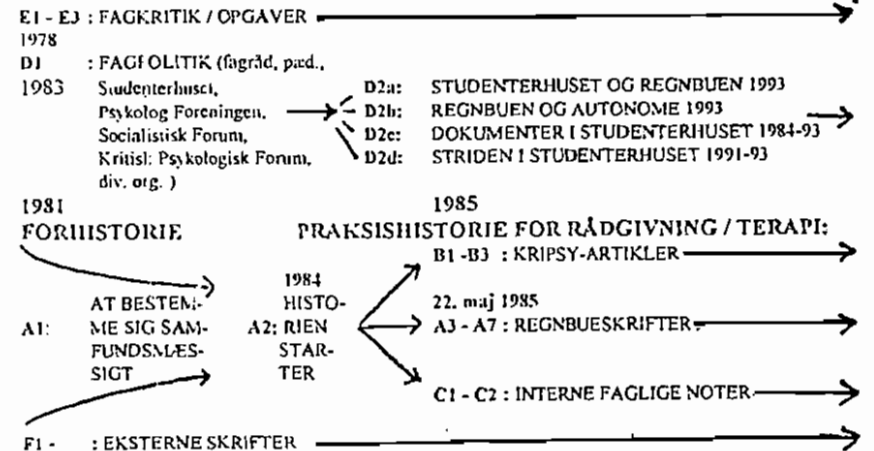 E1 - E3 : FAGKRITIK / OPGAVER
1978
D1 : FAGPOLITIK (fagråd, pæd.,
1983 Studenterhuset,
Psykolog Foreningen,
Socialistisk Forum,
Kritisk Psykologisk Forum,
div. org. )
D2a: STUDENTERHUSET OG REGNBUEN 1993
D2b: REGNBUEN OG AUTONOME 1993
D2c: DOKUMENTER I STUDENTERHUSET 1984-93
D2d: STRIDEN I STUDENTERHUSET 1991-93
1981
FORHISTORIE
1985
PRAKSISHISTORIE FOR RÅDGIVNING / TERAPI:
B1 -B3 : KRIPSY-ARTIKLER
A1: AT BESTEM-
ME SIG SAM-
FUNDSMÆS-
SIGT
1984
A2: HISTO-
RIEN
STAR-
TER
22. maj 1985
A3 - A7 : REGNBUESKRIFTER
C1 - C2 : INTERNE FAGLIGE NOTER
F1 - : EKSTERNE SKRIFTER